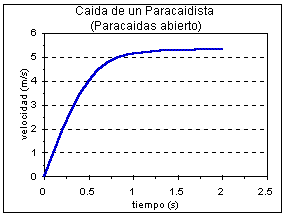 Caida de un Paracaidista
(Paracaidas abierto)
velocidad (m/s)
6
5
4
3
2
1
0
0 0.5 1 1.5 2 2.5
tiempo (s)